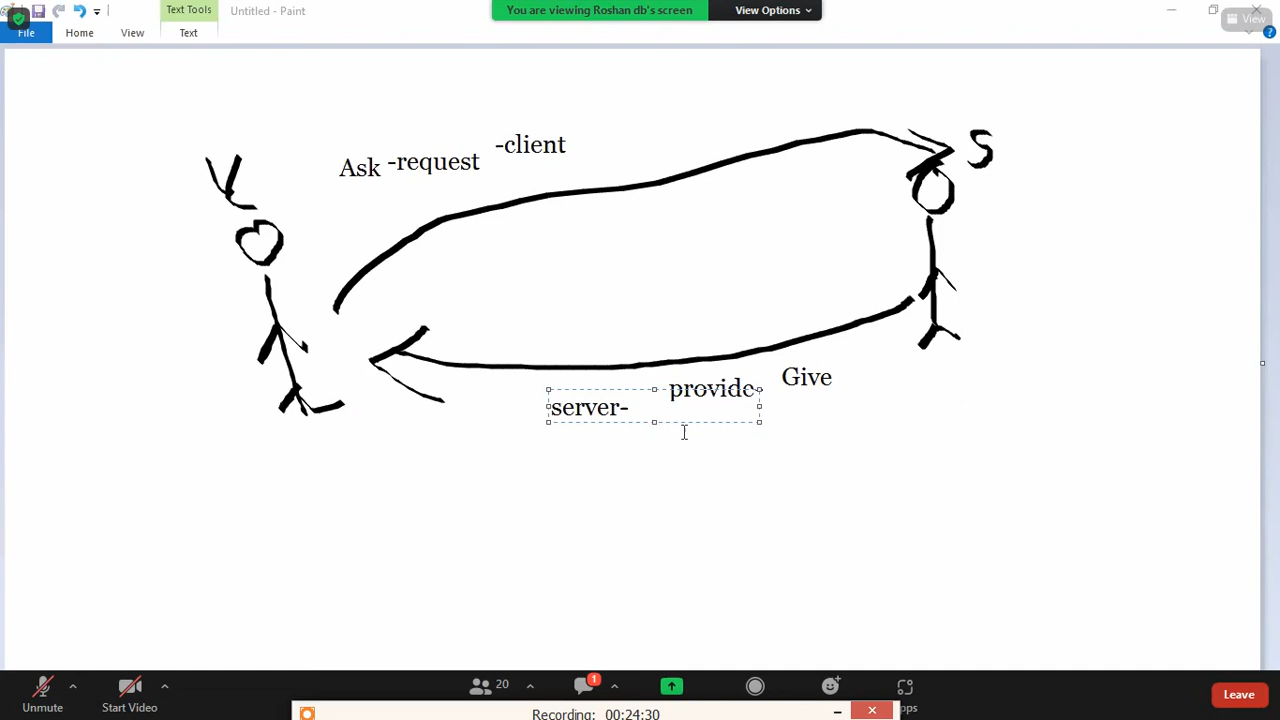 Text Tools
Untitled - Paint
You are viewing Roshan db's screen
View Options
View
File
Home
View
Text
-client
Ask -request
S
Give
provide
server-
20
1
Unmute
Start Video
Leave
Recording: 00:24:30